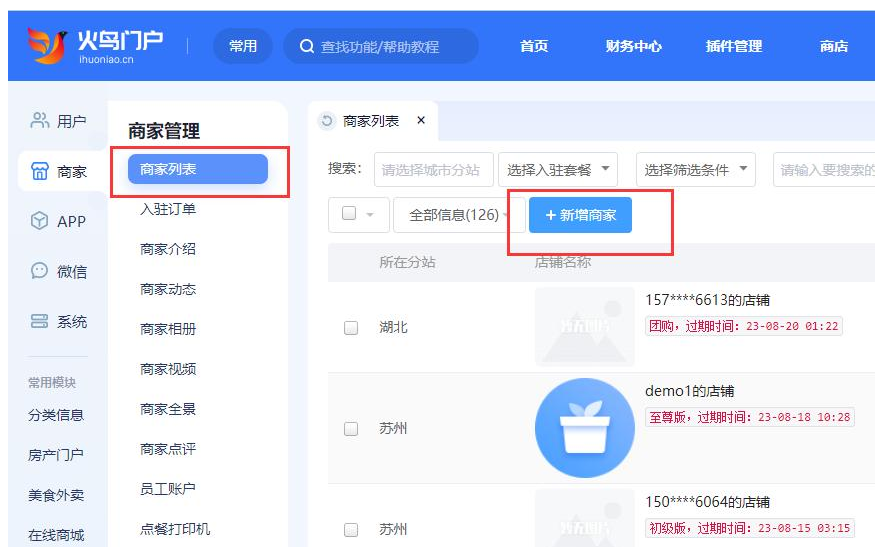 火鸟门户
ihuoniao.cn
常用
查找功能/帮助教程
首页
财务中心
插件管理
商店
用户
商家
APP
微信
系统
常用模块
分类信息
房产门户
美食外卖
在线商城
商家管理
商家列表
入驻订单
商家介绍
商家动态
商家相册
商家视频
商家全景
商家点评
员工账户
点餐打印机
商家列表 ×
搜索：
请选择城市分站
选择入驻套餐
选择筛选条件
请输入要搜索的
全部信息(126)
+ 新增商家
所在分站
店铺名称
湖北
暂无图片
157****6613的店铺
团购，过期时间：23-08-20 01:22
苏州
demo1的店铺
至尊版，过期时间：23-08-18 10:28
苏州
暂无图片
150****6064的店铺
初级版，过期时间：23-08-15 03:15